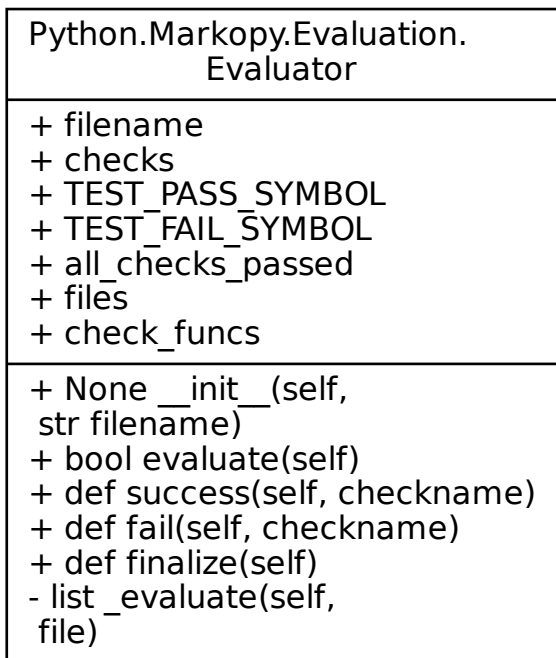 Python.Markopy.Evaluation.
Evaluator
+ filename
+ checks
+ TEST_PASS_SYMBOL
+ TEST_FAIL_SYMBOL
+ all_checks_passed
+ files
+ check_funcs
+ None __init__(self,
str filename)
+ bool evaluate(self)
+ def success(self, checkname)
+ def fail(self, checkname)
+ def finalize(self)
- list _evaluate(self,
file)